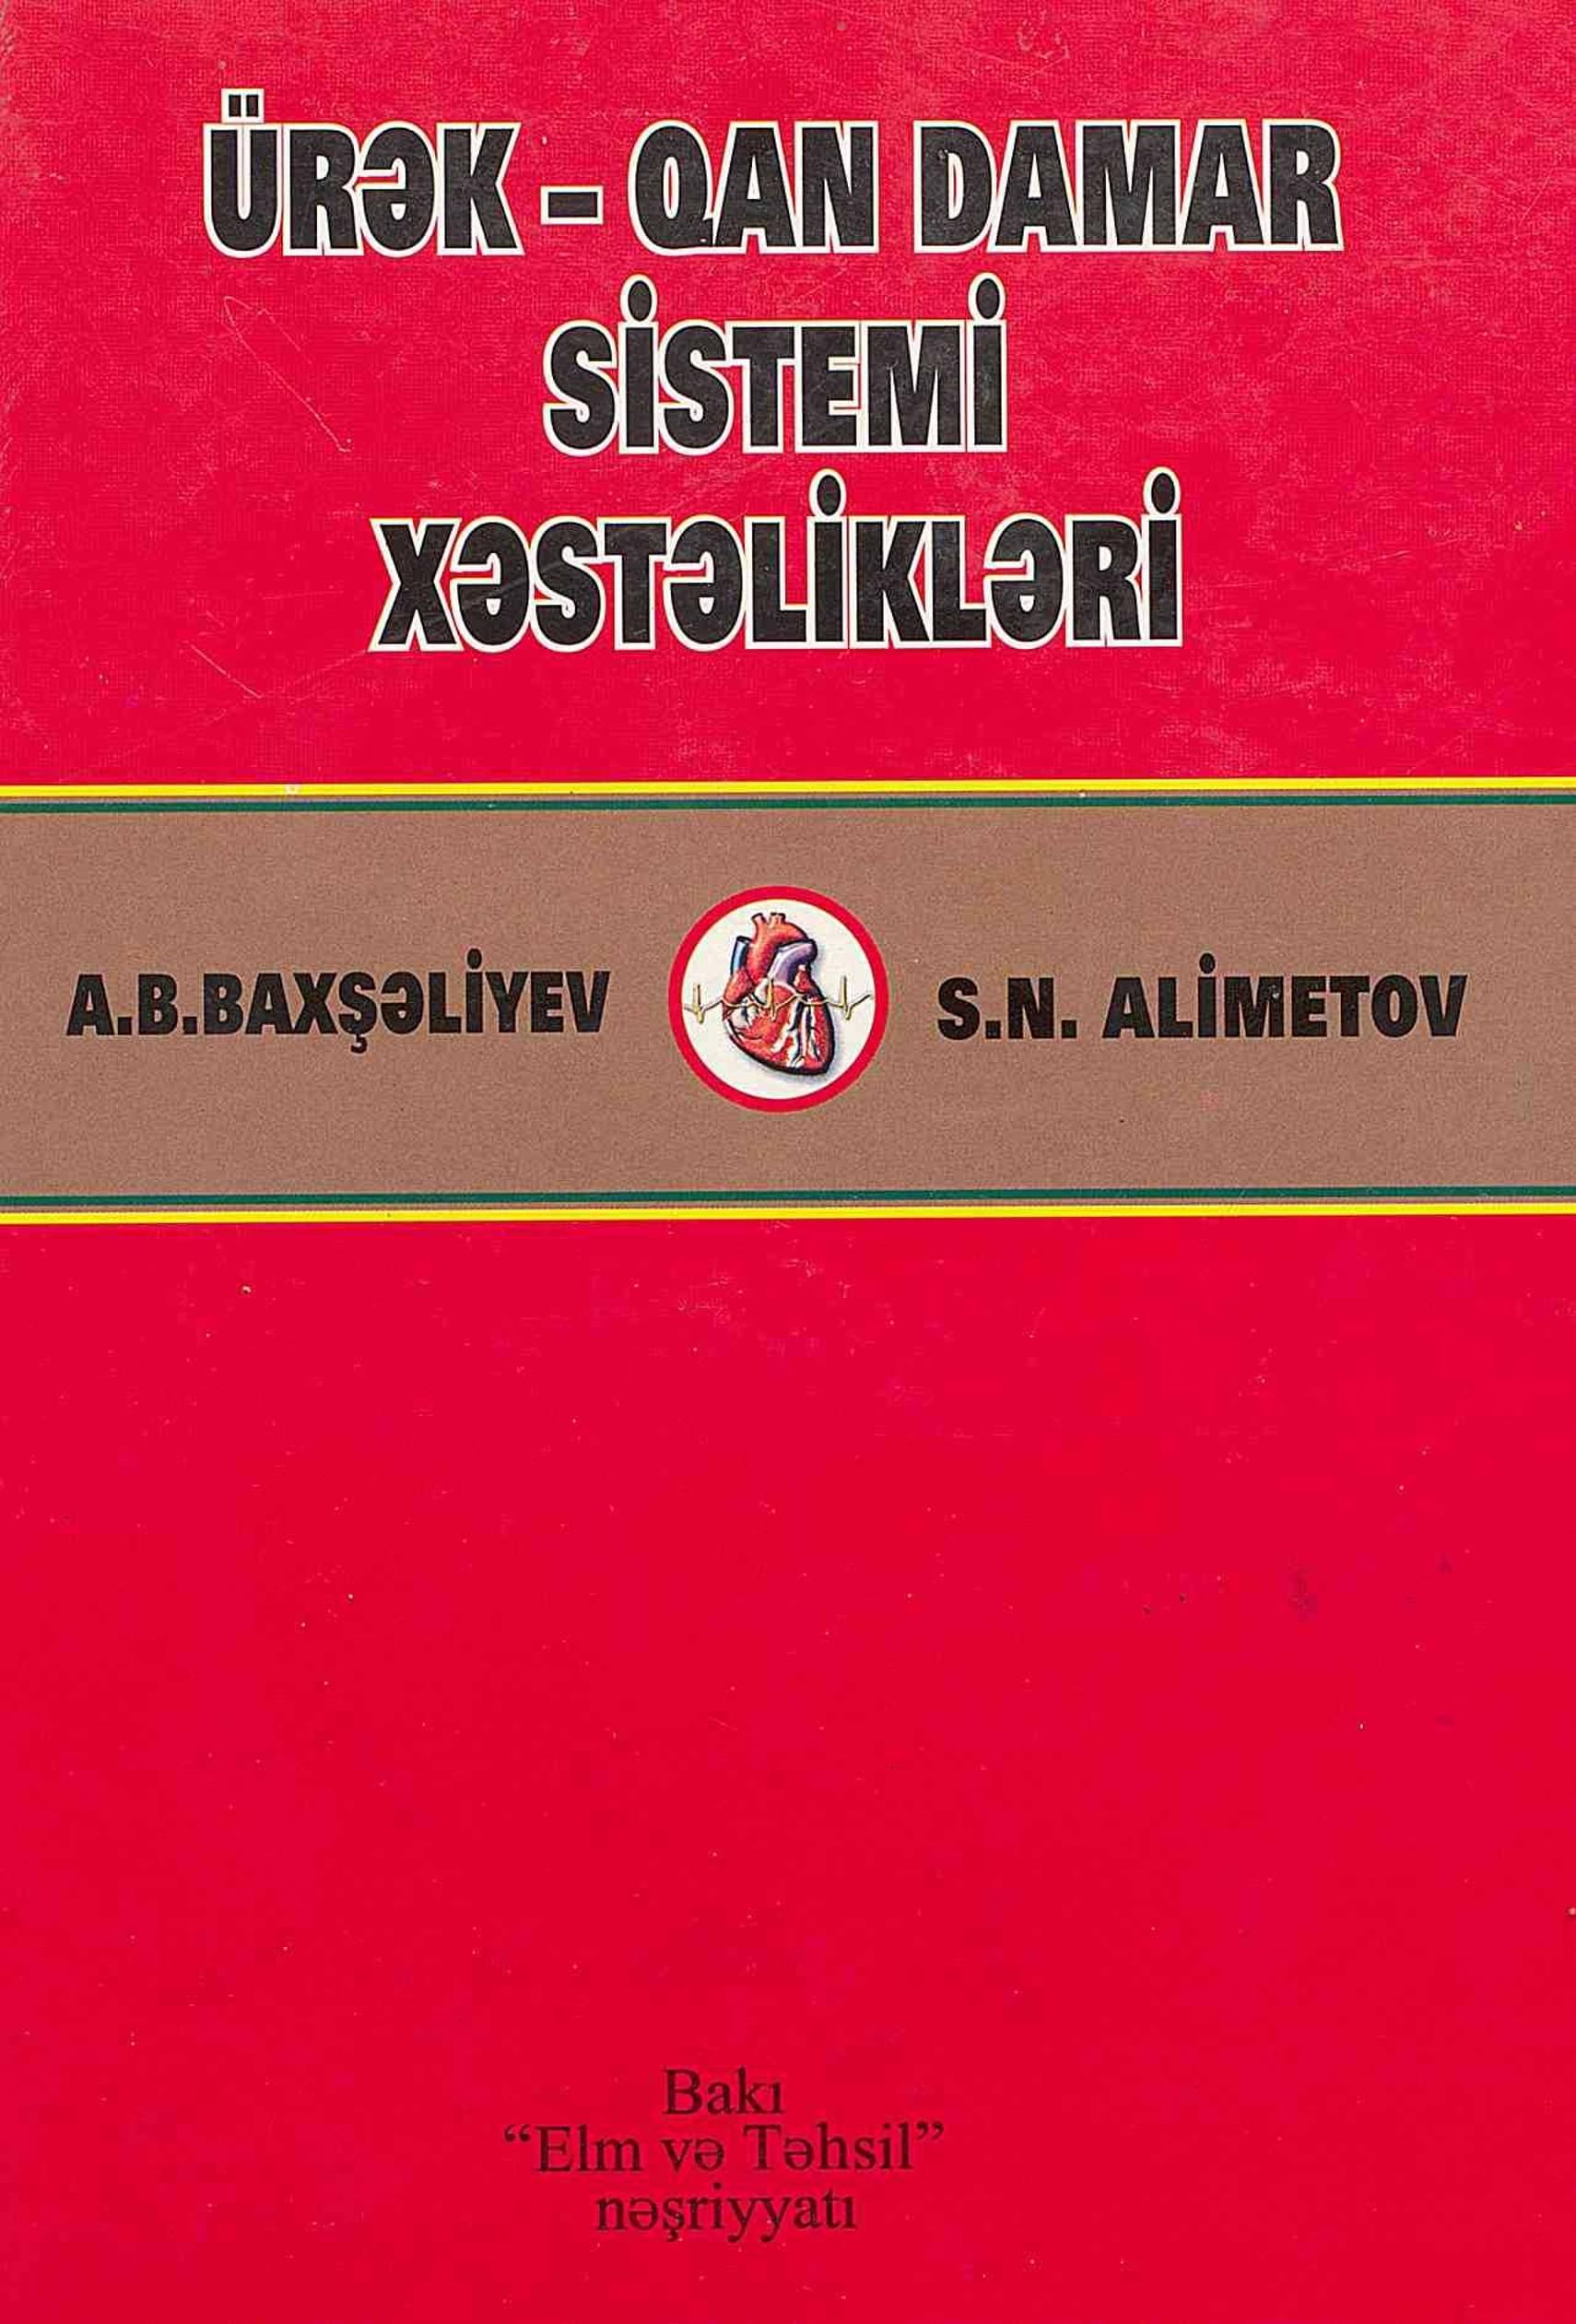 ÜRƏK - QAN DAMAR
SİSTEMİ
XƏSTƏLİKLƏRİ
A.B.BAXŞƏLİYEV S.N. ALİMETOV
Bakı
“Elm və Təhsil”
nəşriyyatı